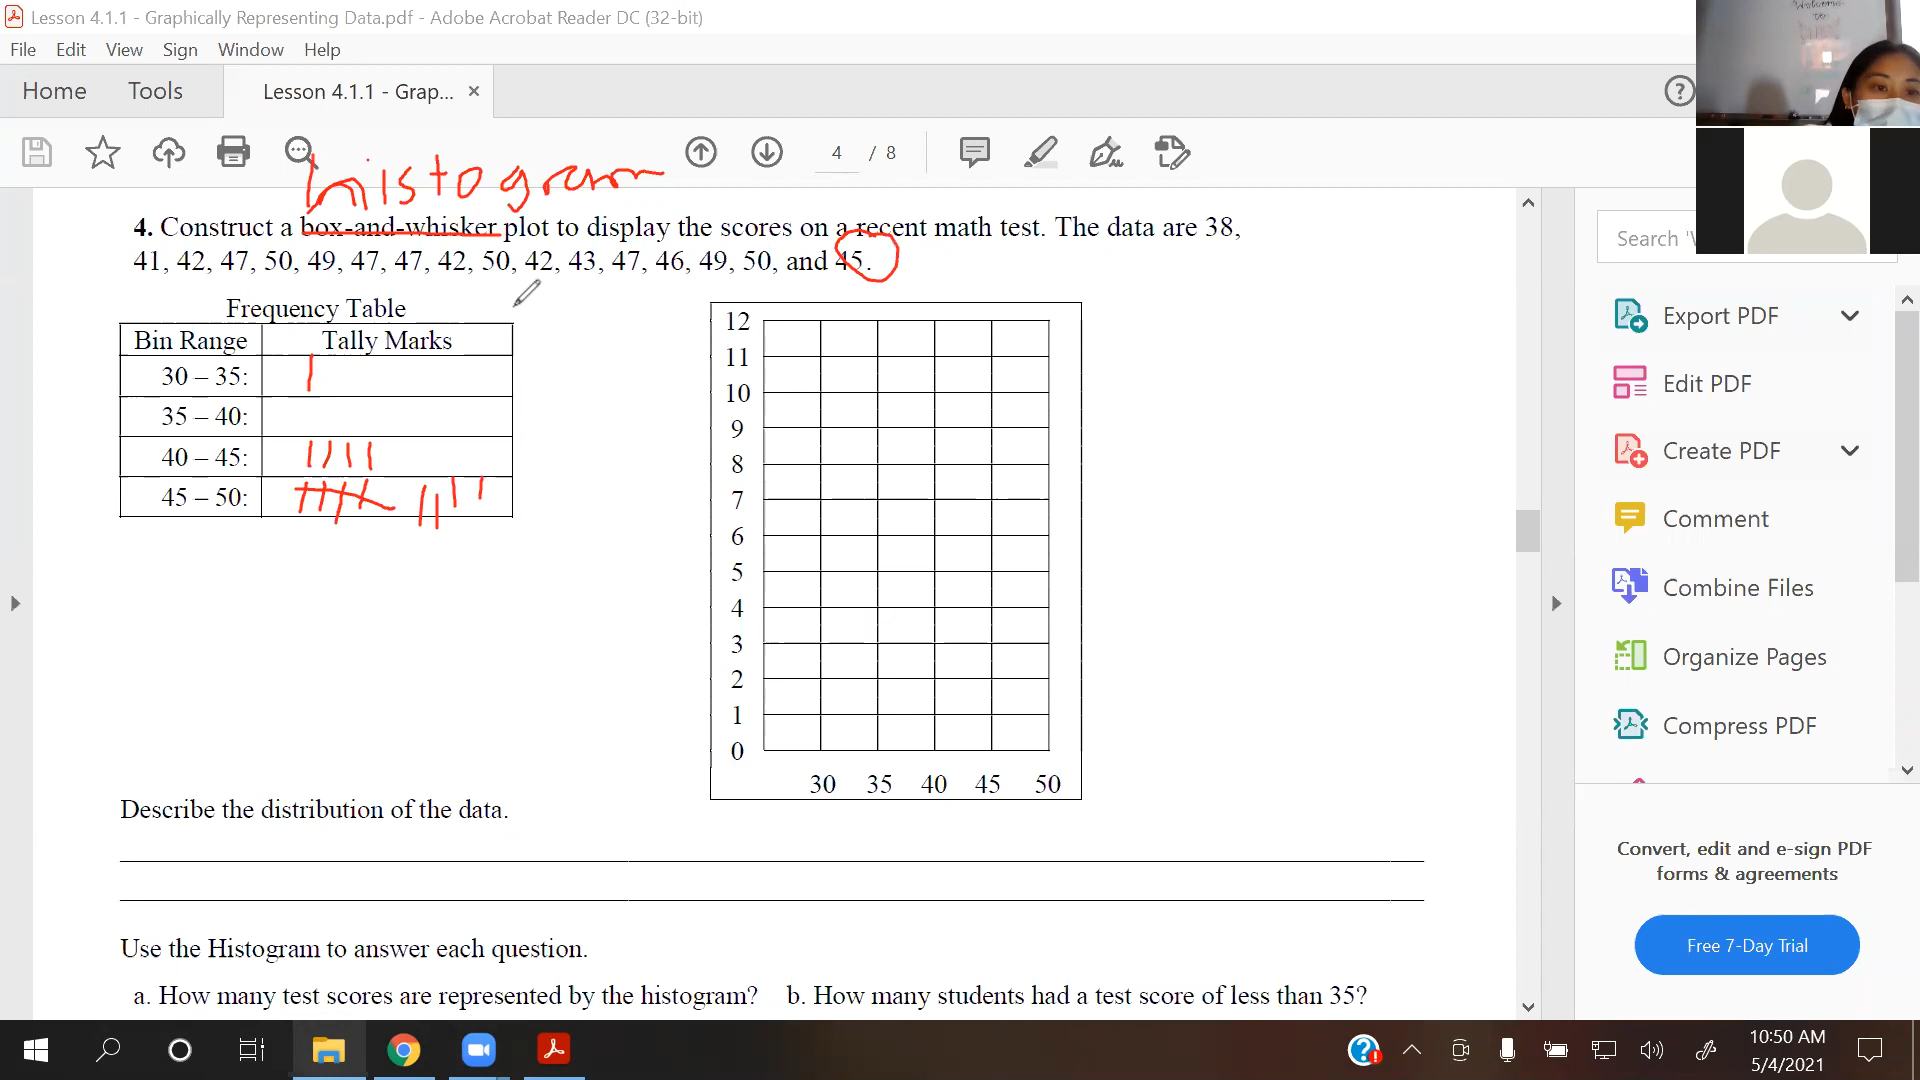 Lesson 4.1.1 - Graphically Representing Data.pdf - Adobe Acrobat Reader DC (32-bit)
File Edit View Sign Window Help
Home Tools Lesson 4.1.1 - Grap... ×
4 / 8
histogram
4. Construct a box-and-whisker plot to display the scores on a recent math test. The data are 38,
41, 42, 47, 50, 49, 47, 47, 42, 50, 42, 43, 47, 46, 49, 50, and 45.
Frequency Table
Bin Range Tally Marks
30 – 35:
35 – 40:
40 – 45:
45 – 50:
12
11
10
9
8
7
6
5
4
3
2
1
0
30 35 40 45 50
Describe the distribution of the data.
Use the Histogram to answer each question.
a. How many test scores are represented by the histogram? b. How many students had a test score of less than 35?
Welcome
to
Search
Export PDF
Edit PDF
Create PDF
Comment
Combine Files
Organize Pages
Compress PDF
Convert, edit and e-sign PDF
forms & agreements
Free 7-Day Trial
10:50 AM
5/4/2021